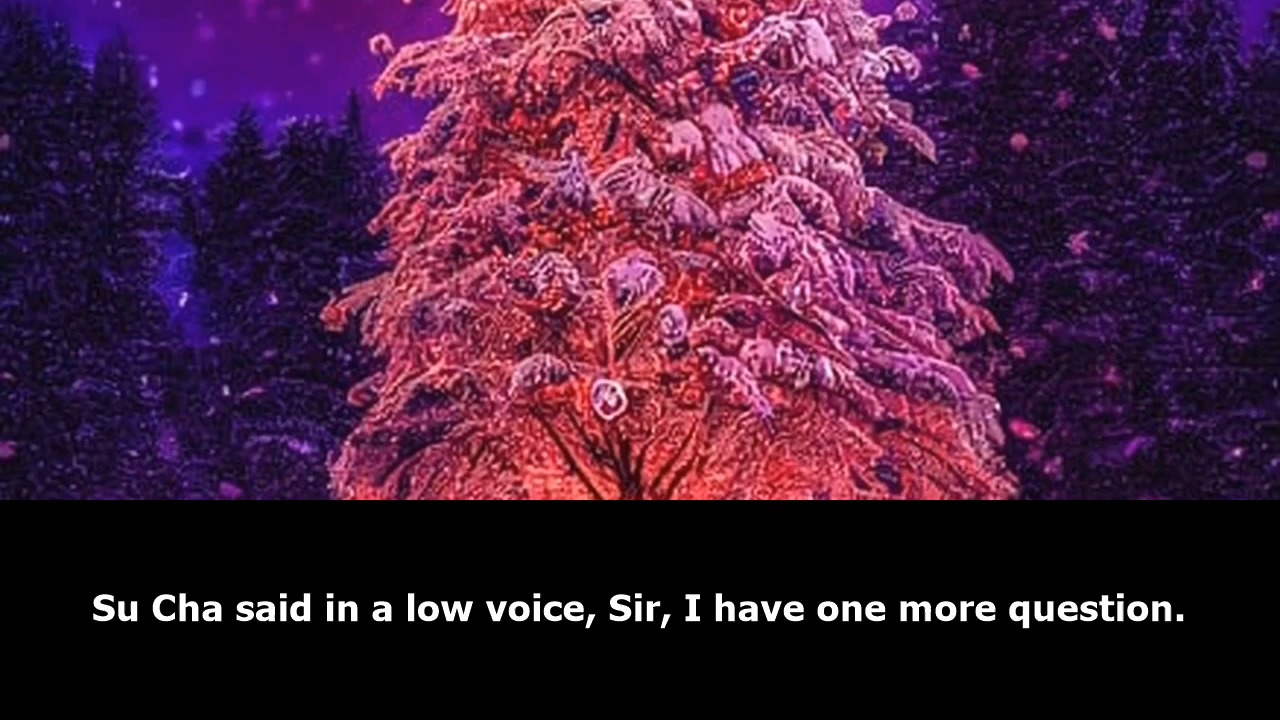 Su Cha said in a low voice, Sir, I have one more question.